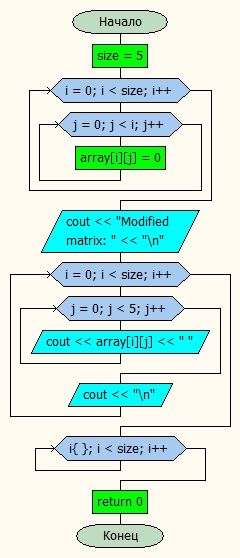 Начало
size = 5
i = 0; i < size; i++
j = 0; j < i; j++
array[i][j] = 0
cout << "Modified
matrix: " << "\n"
i = 0; i < size; i++
j = 0; j < 5; j++
cout << array[i][j] << " "
cout << "\n"
i{ }; i < size; i++
return 0
Конец